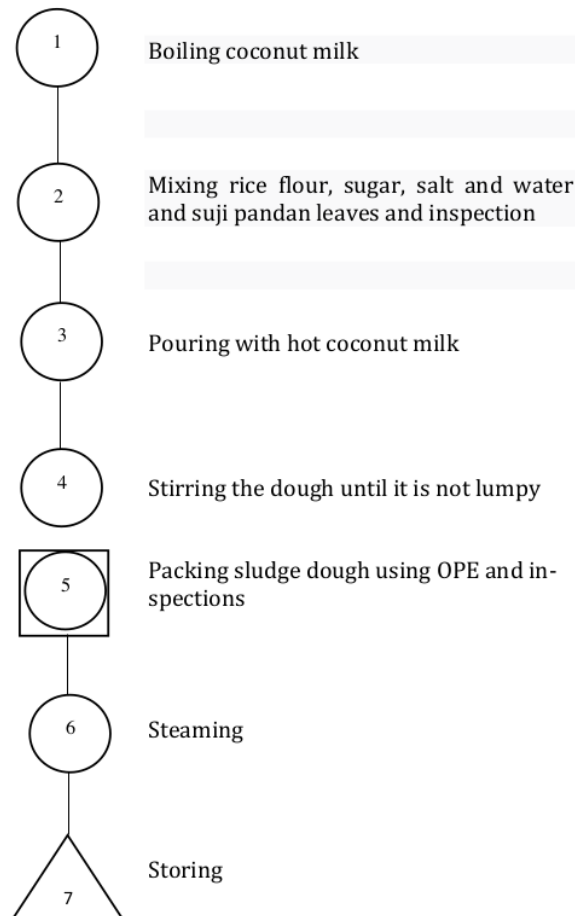 1
Boiling coconut milk
2
Mixing rice flour, sugar, salt and water
and suji pandan leaves and inspection
3
Pouring with hot coconut milk
4
Stirring the dough until it is not lumpy
5
Packing sludge dough using OPE and in-
spections
6
Steaming
7
Storing